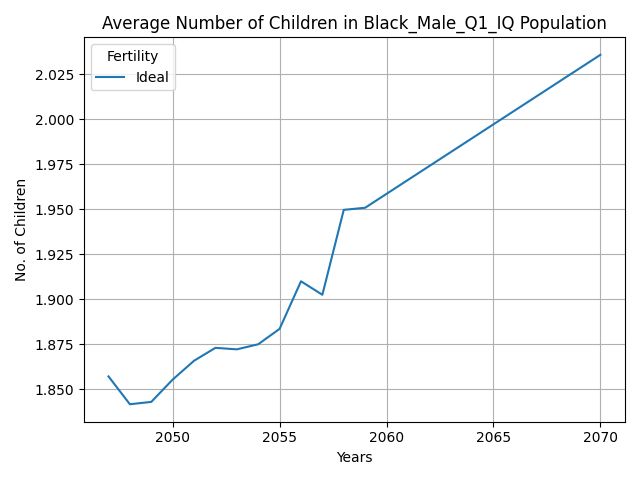 Average Number of Children in Black_Male_Q1_IQ Population
Fertility
Ideal
2.025
2.000
1.975
1.950
1.925
1.900
1.875
1.850
No. of Children
2050 2055 2060 2065 2070
Years